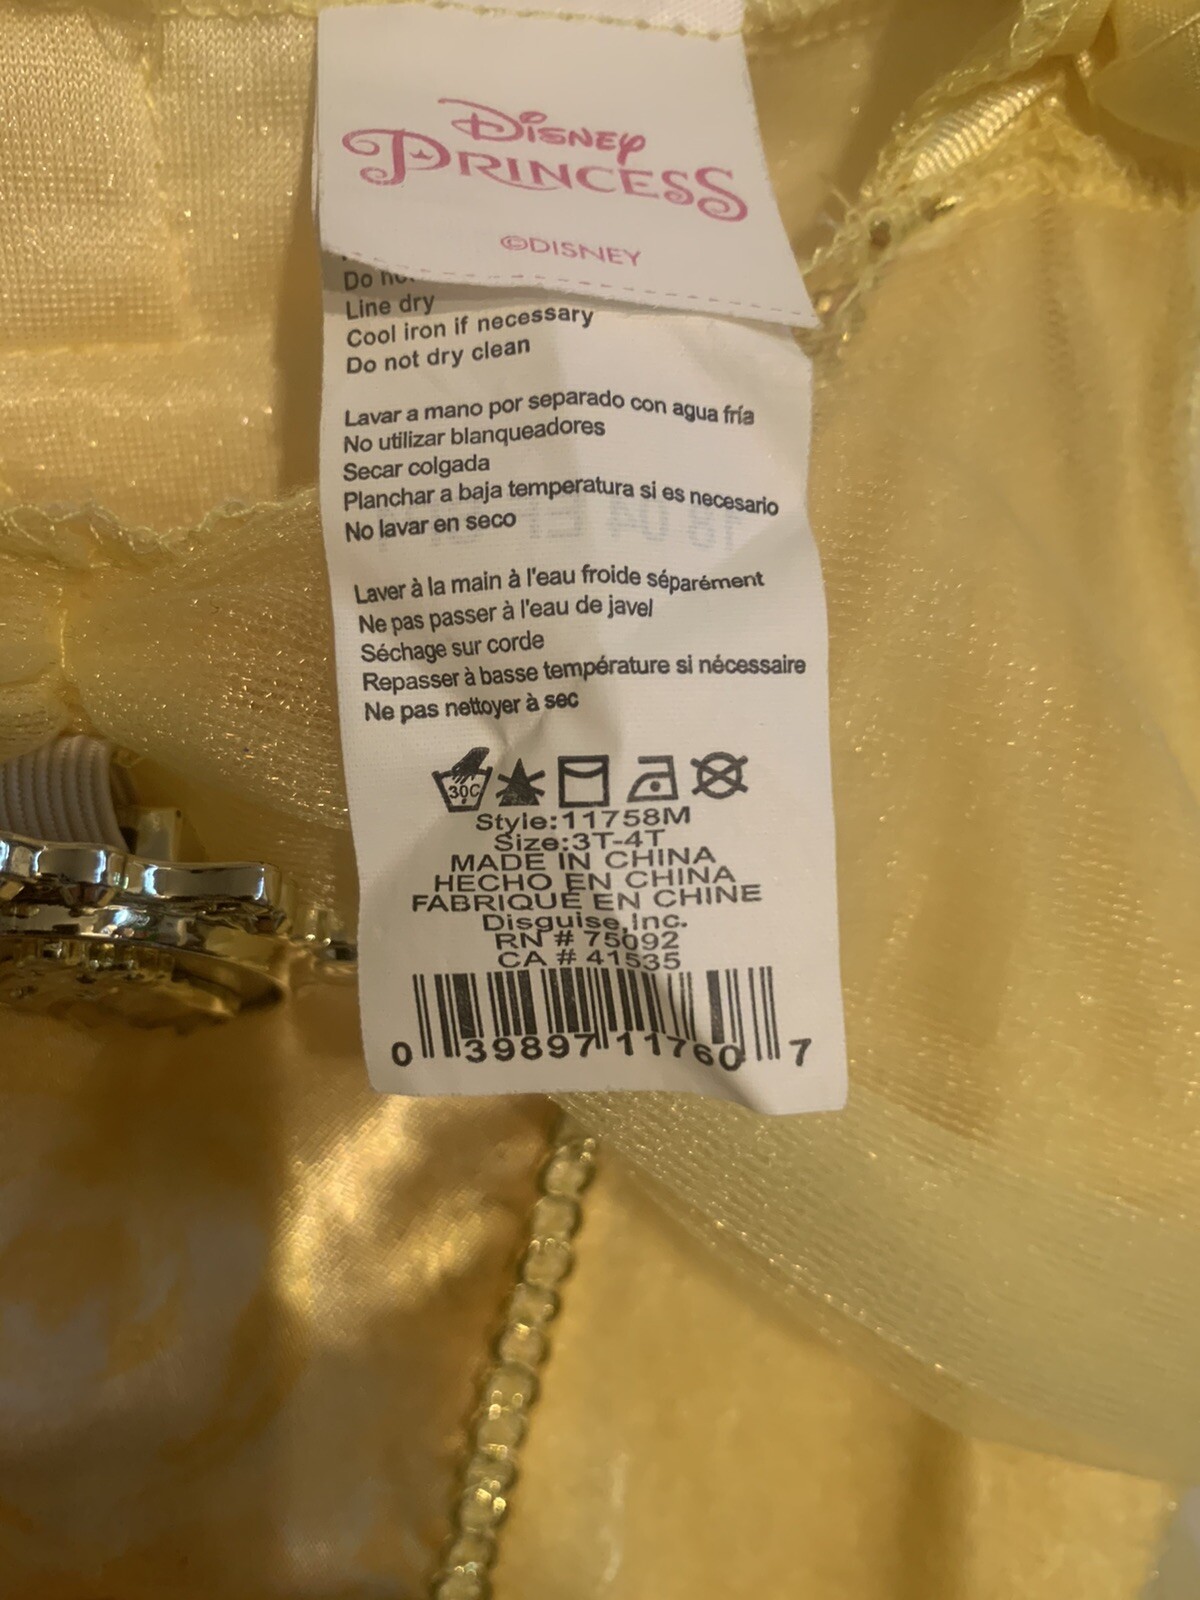 Disney
PRINCESS
©DISNEY
Do no
Line dry
Cool iron if necessary
Do not dry clean
Lavar a mano por separado con agua fría
No utilizar blanqueadores
Secar colgada
Planchar a baja temperatura si es necesario
No lavar en seco
Laver à la main à l'eau froide séparément
Ne pas passer à l'eau de javel
Séchage sur corde
Repasser à basse température si nécessaire
Ne pas nettoyer à sec
30C
Style:11758M
Size:3T-4T
MADE IN CHINA
HECHO EN CHINA
FABRIQUÉ EN CHINE
Disguise,Inc.
RN # 75092
CA # 41535
0 39897 11760 7